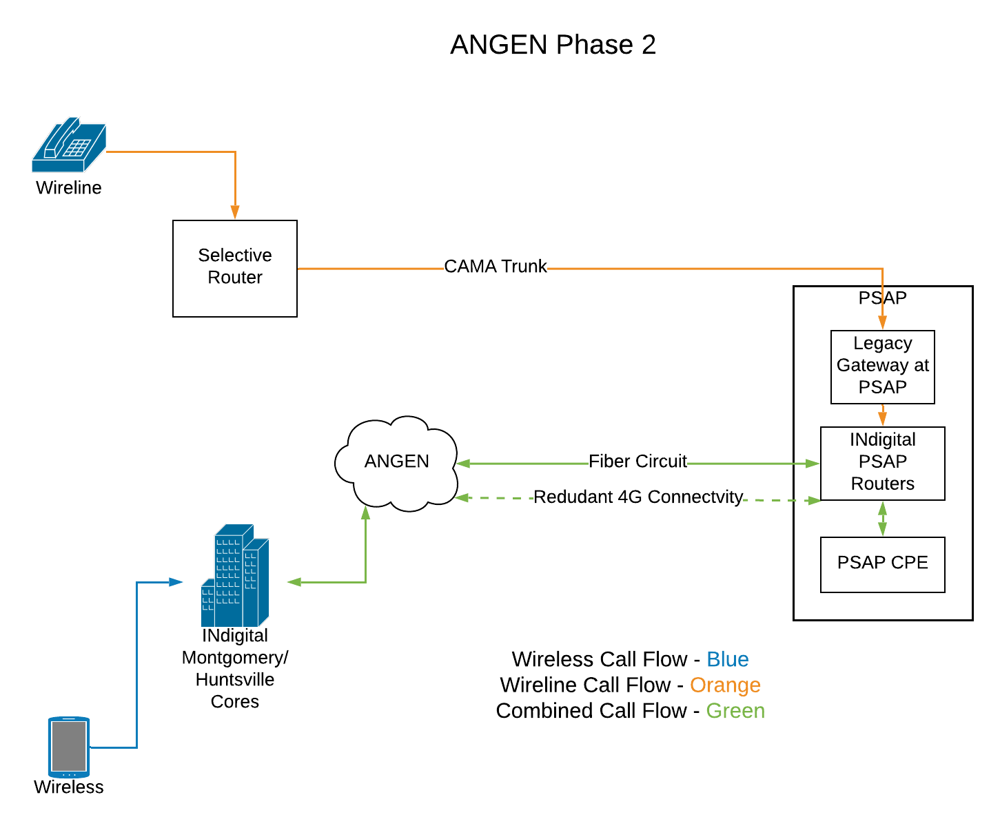 ANGEN Phase 2
Wireline
Selective
Router
CAMA Trunk
PSAP
Legacy
Gateway at
PSAP
INdigital
PSAP
Routers
ANGEN
Fiber Circuit
Redudant 4G Connectvity
PSAP CPE
INdigital
Montgomery/
Huntsville
Cores
Wireless Call Flow - Blue
Wireline Call Flow - Orange
Combined Call Flow - Green
Wireless